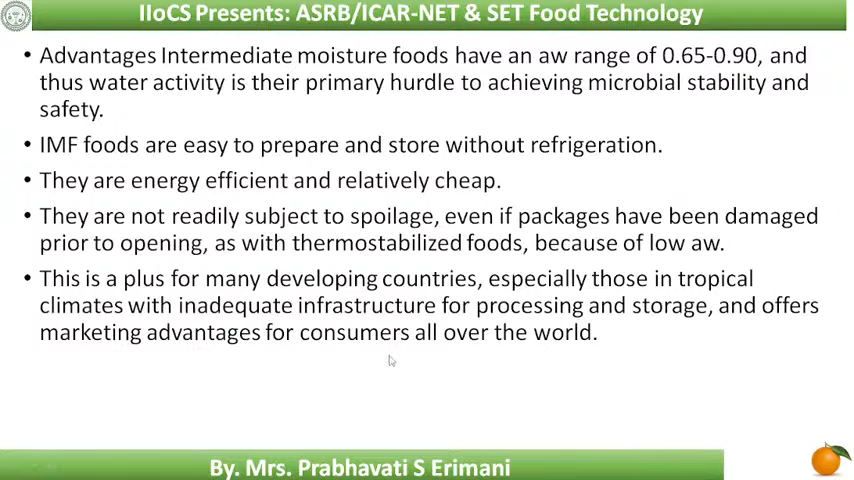 IIoCS Presents: ASRB/ICAR-NET & SET Food Technology
• Advantages Intermediate moisture foods have an aw range of 0.65-0.90, and
thus water activity is their primary hurdle to achieving microbial stability and
safety.
• IMF foods are easy to prepare and store without refrigeration.
• They are energy efficient and relatively cheap.
• They are not readily subject to spoilage, even if packages have been damaged
prior to opening, as with thermostabilized foods, because of low aw.
• This is a plus for many developing countries, especially those in tropical
climates with inadequate infrastructure for processing and storage, and offers
marketing advantages for consumers all over the world.
By. Mrs. Prabhavati S Erimani